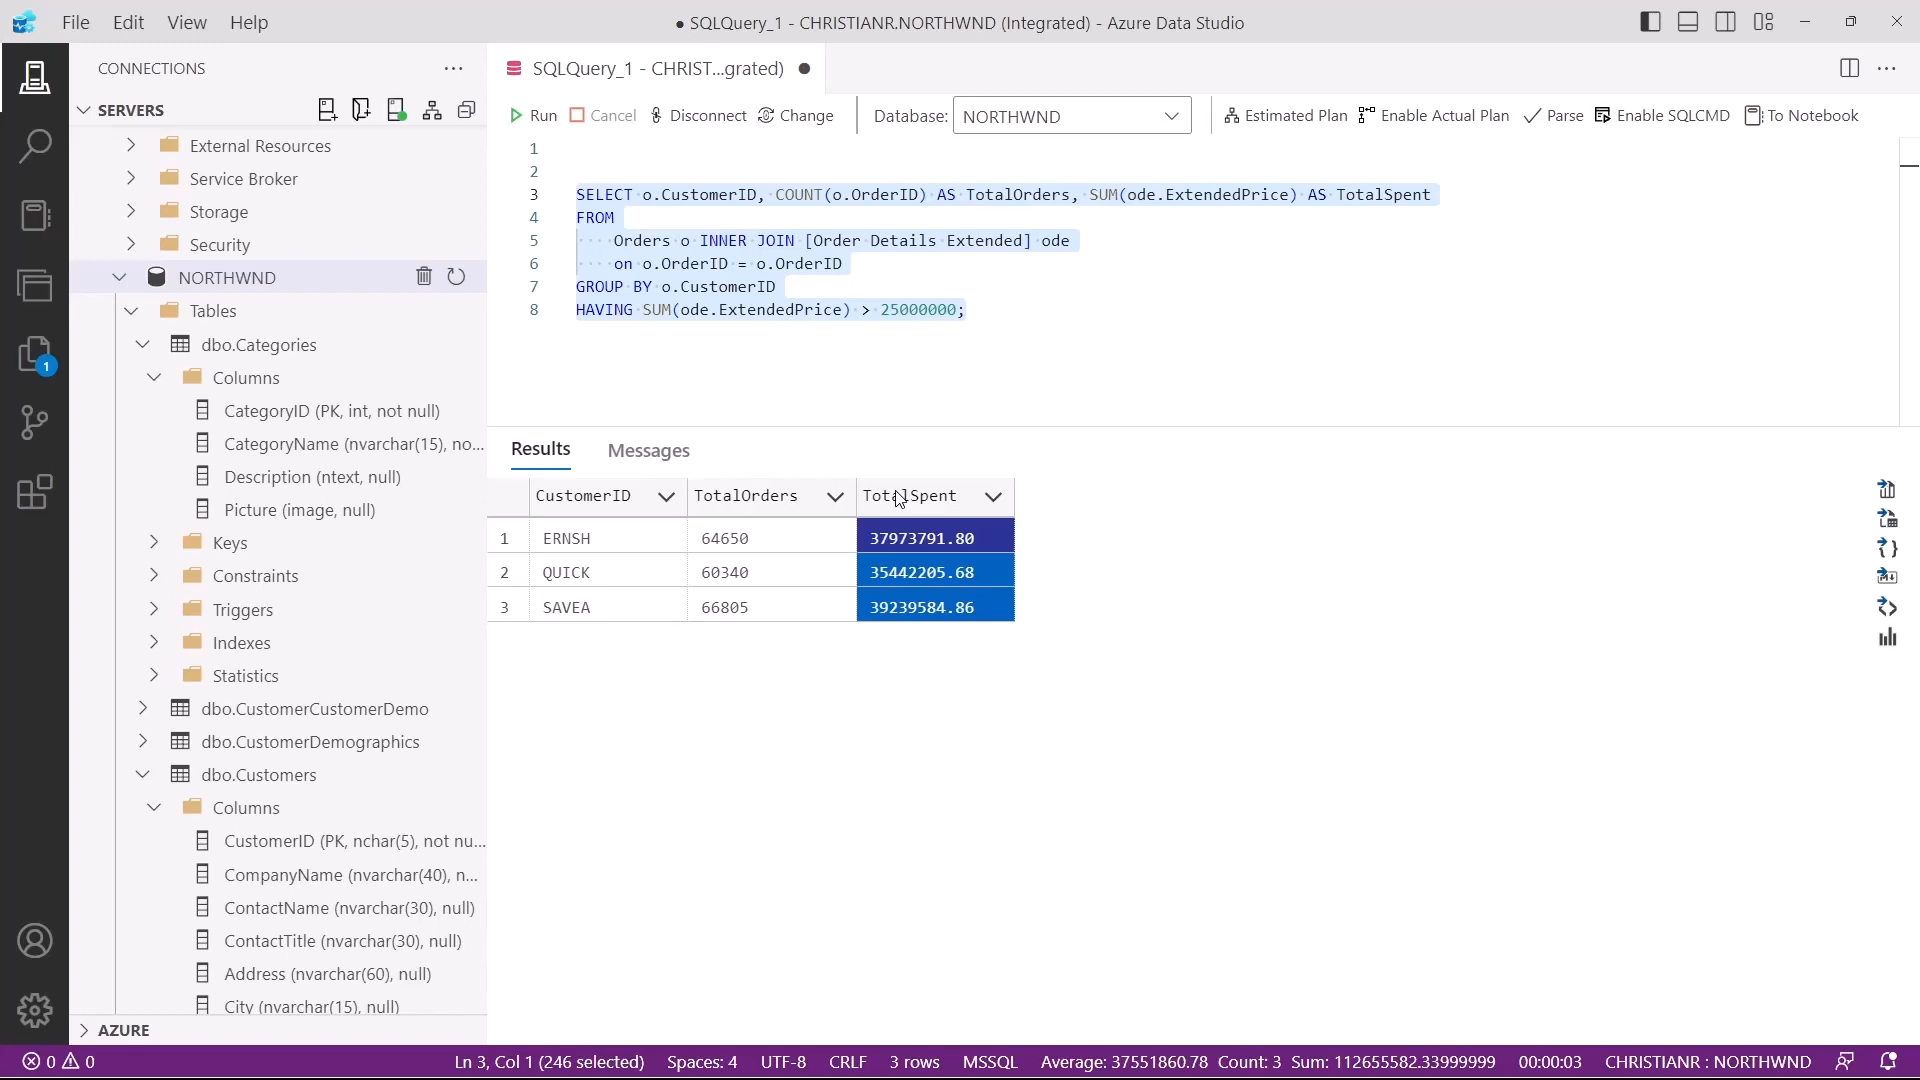 File Edit View Help
● SQLQuery_1 - CHRISTIANR.NORTHWND (Integrated) - Azure Data Studio
CONNECTIONS
SQLQuery_1 - CHRIST...grated)
SERVERS
Run Cancel Disconnect Change Database: NORTHWND Estimated Plan Enable Actual Plan Parse Enable SQLCMD To Notebook
External Resources
Service Broker
Storage
Security
NORTHWND
Tables
dbo.Categories
Columns
CategoryID (PK, int, not null)
CategoryName (nvarchar(15), no...
Description (ntext, null)
Picture (image, null)
Keys
Constraints
Triggers
Indexes
Statistics
dbo.CustomerCustomerDemo
dbo.CustomerDemographics
dbo.Customers
Columns
CustomerID (PK, nchar(5), not nu...
CompanyName (nvarchar(40), n...
ContactName (nvarchar(30), null)
ContactTitle (nvarchar(30), null)
Address (nvarchar(60), null)
City (nvarchar(15), null)
AZURE
1
1
2
3 SELECT o.CustomerID, COUNT(o.OrderID) AS TotalOrders, SUM(ode.ExtendedPrice) AS TotalSpent
4 FROM
5 Orders o INNER JOIN [Order Details Extended] ode
6 on o.OrderID = o.OrderID
7 GROUP BY o.CustomerID
8 HAVING SUM(ode.ExtendedPrice) > 25000000;
Results Messages
CustomerID TotalOrders TotalSpent
1 ERNSH 64650 37973791.80
2 QUICK 60340 35442205.68
3 SAVEA 66805 39239584.86
0 0 Ln 3, Col 1 (246 selected) Spaces: 4 UTF-8 CRLF 3 rows MSSQL Average: 37551860.78 Count: 3 Sum: 112655582.33999999 00:00:03 CHRISTIANR : NORTHWND